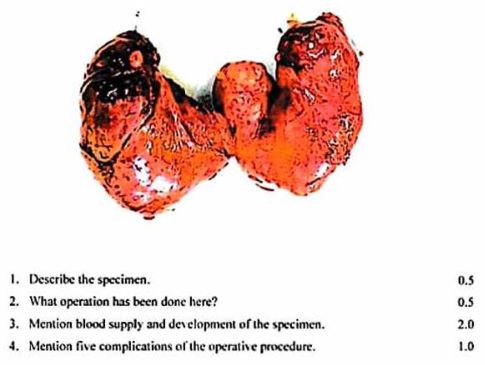 1. Describe the specimen. 0.5
2. What operation has been done here? 0.5
3. Mention blood supply and development of the specimen. 2.0
4. Mention five complications of the operative procedure. 1.0